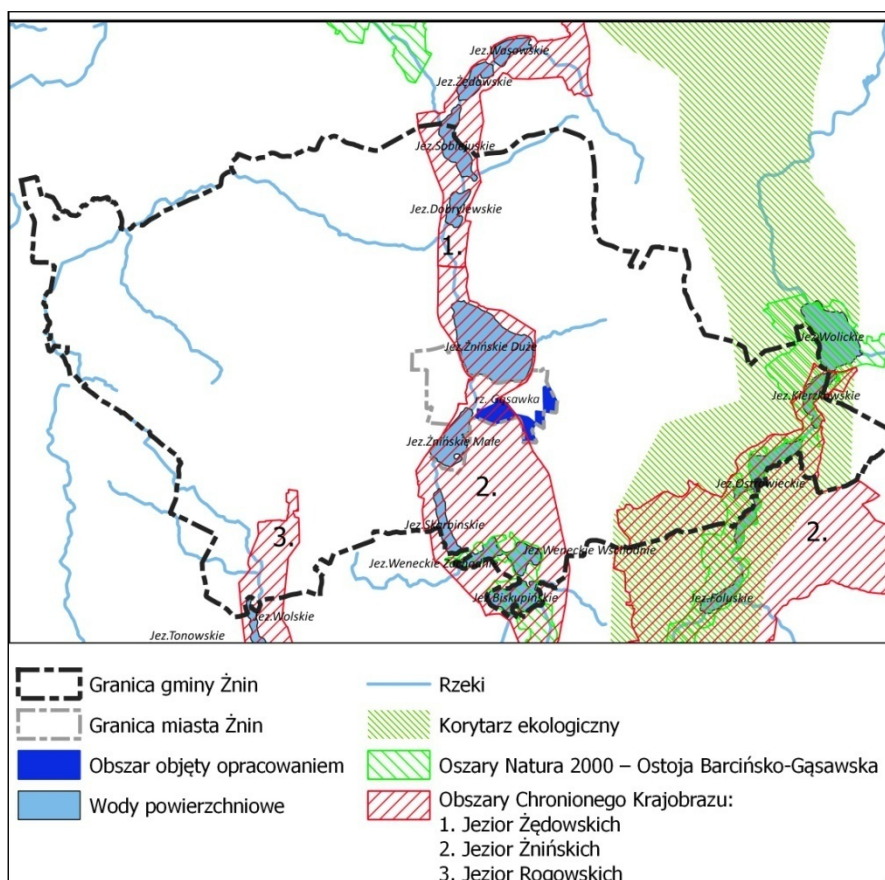 Jez.Wąsowskie
Jez.Żędowskie
Jez.Sobiejuskie
Jez.Dobrylewskie
1.
Jez.Żnińskie Duże
Jez.Wolickie
Jez.Kierzkowskie
rz. Gąsawka
Jez.Żnińskie Małe
2.
Jez.Ostrowieckie
3.
Jez.Skarbińskie
2.
Jez.Weneckie Zachodnie
Jez.Weneckie Wschodnie
Jez.Biskupińskie
Jez.Foluskie
Jez.Wolskie
Jez.Tonowskie
Granica gminy Żnin
Rzeki
Granica miasta Żnin
Korytarz ekologiczny
Obszar objęty opracowaniem
Oszary Natura 2000 – Ostoja Barcińsko-Gąsawska
Wody powierzchniowe
Obszary Chronionego Krajobrazu:
1. Jezior Żędowskich
2. Jezior Żnińskich
3. Jezior Rogowskich